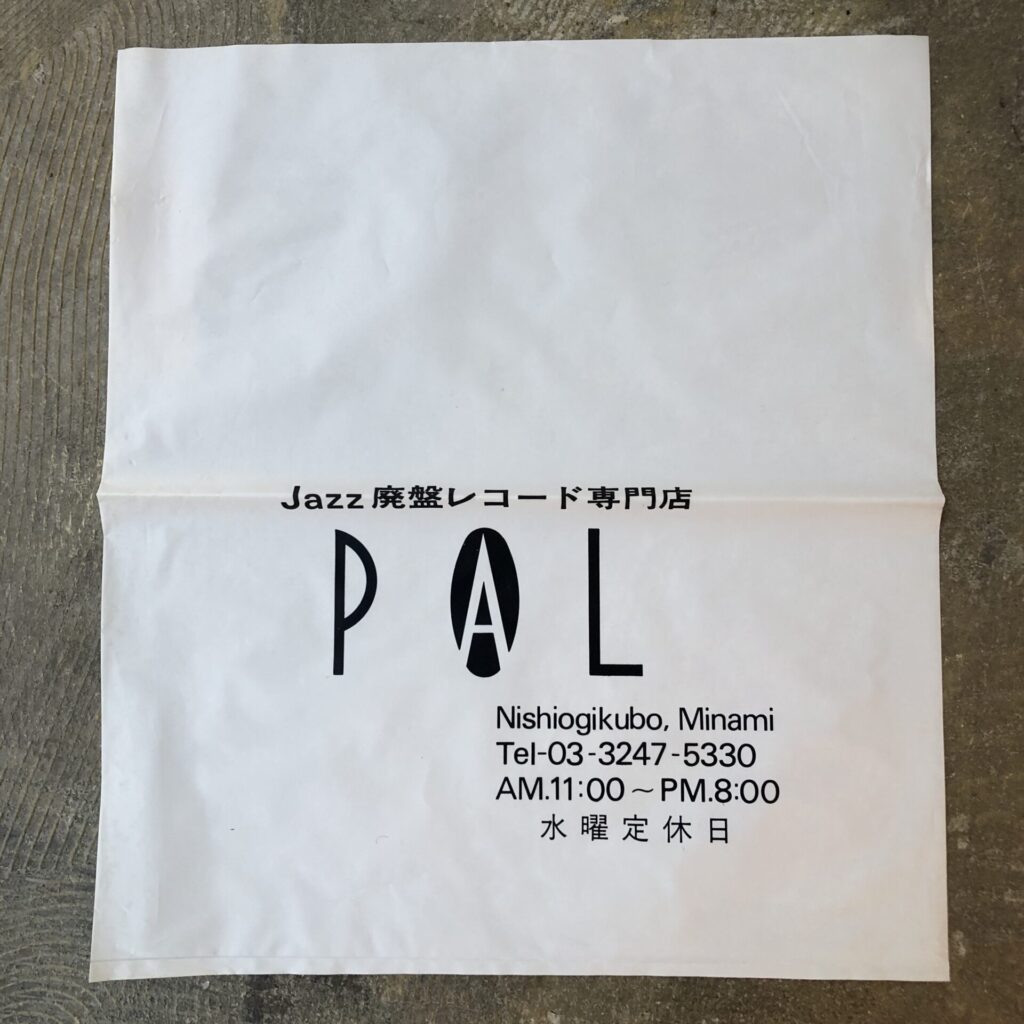 Jazz 廃盤レコード専門店
PAL
Nishiogikubo, Minami
Tel-03-3247-5330
AM.11:00～PM.8:00
水曜定休日